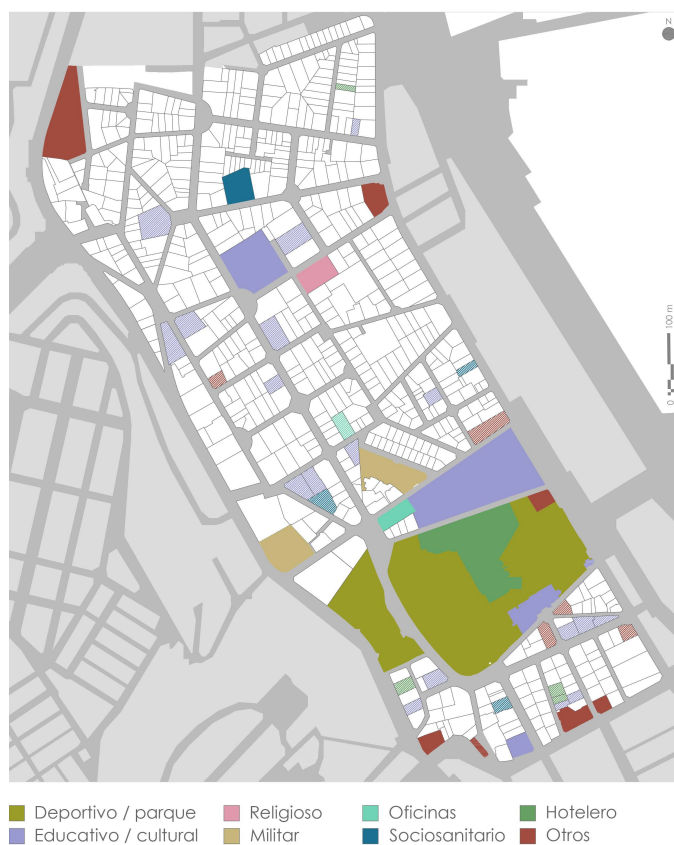 N
0 100 m
Deportivo / parque Religioso Oficinas Hotelero
Educativo / cultural Militar Sociosanitario Otros